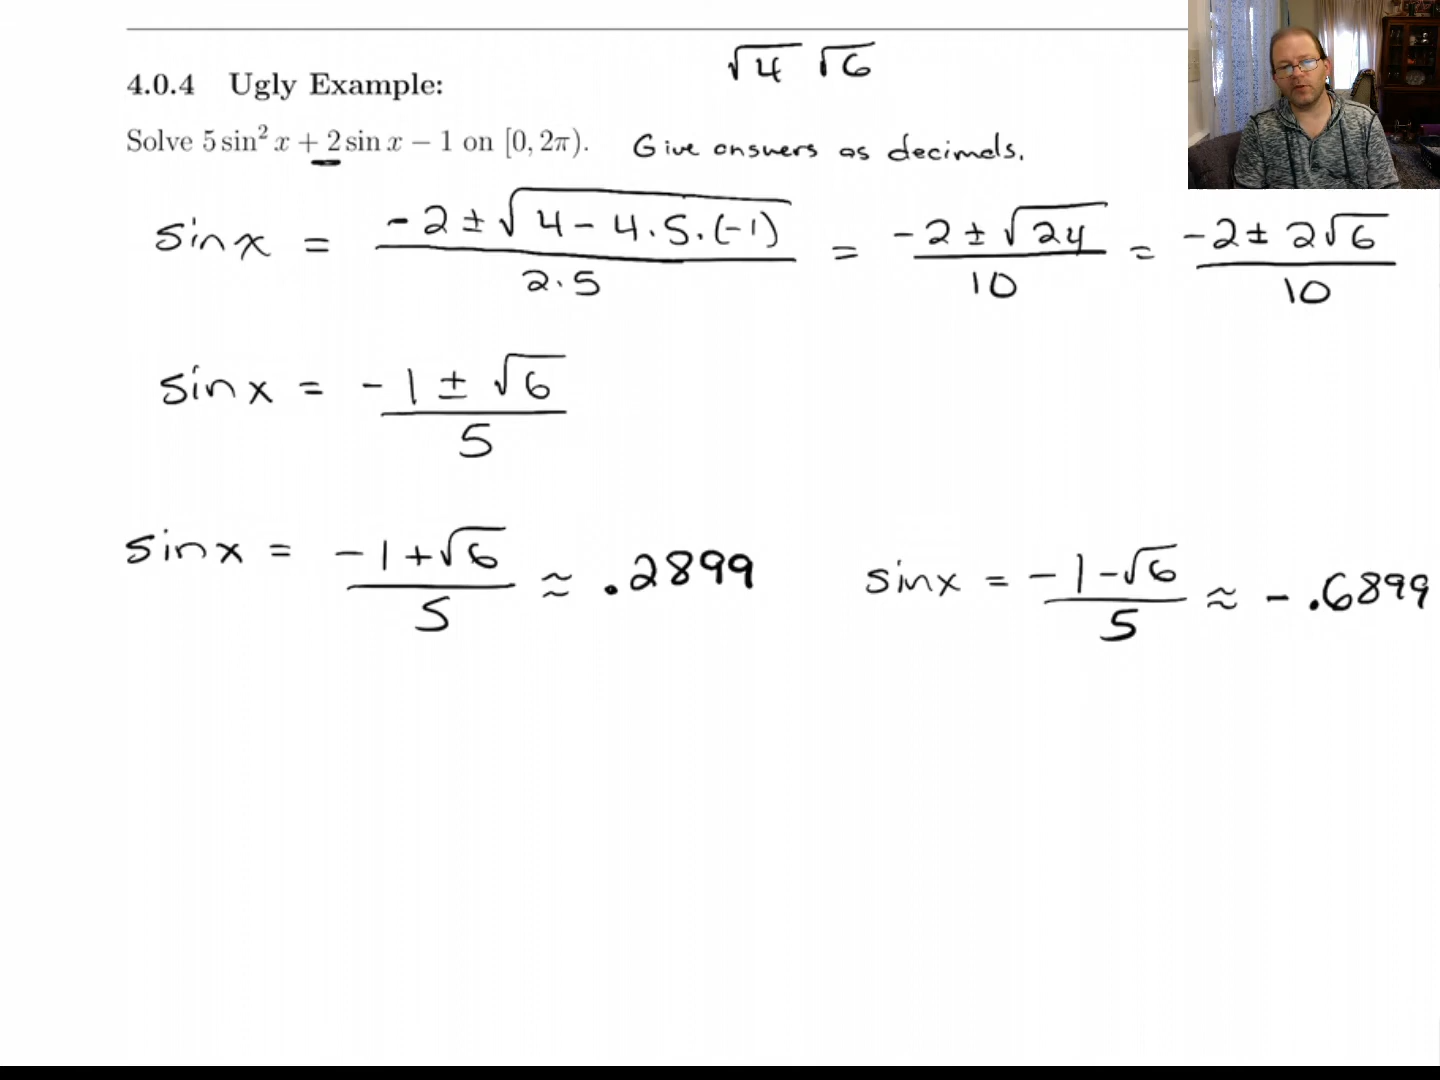 √4 √6
4.0.4 Ugly Example:
Solve 5 sin² x + 2 sin x − 1 on [0, 2π). Give answers as decimals.
sin x = (-2 ± √(4 - 4·5·(-1))) / (2·5) = (-2 ± √24) / 10 = (-2 ± 2√6) / 10
sin x = (-1 ± √6) / 5
sin x = (-1 + √6) / 5 ≈ .2899 sin x = (-1 - √6) / 5 ≈ -.6899